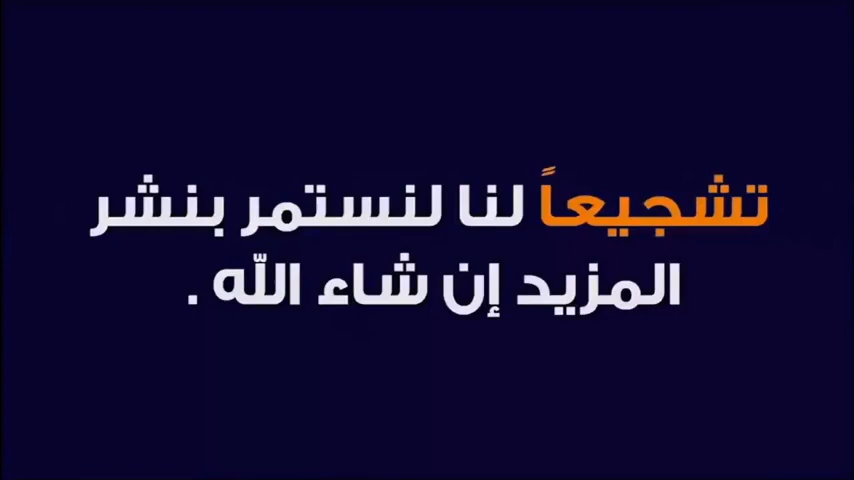 تشجيعاً لنا لنستمر بنشر
المزيد إن شاء الله .